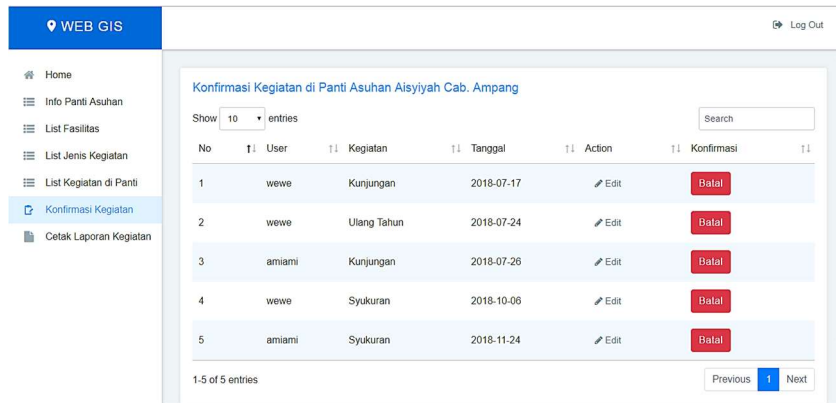 WEB GIS
Log Out
Home
Info Panti Asuhan
List Fasilitas
List Jenis Kegiatan
List Kegiatan di Panti
Konfirmasi Kegiatan
Cetak Laporan Kegiatan
Konfirmasi Kegiatan di Panti Asuhan Aisyiyah Cab. Ampang
Show 10 entries Search
No User Kegiatan Tanggal Action Konfirmasi
1 wewe Kunjungan 2018-07-17 Edit Batal
2 wewe Ulang Tahun 2018-07-24 Edit Batal
3 amiami Kunjungan 2018-07-26 Edit Batal
4 wewe Syukuran 2018-10-06 Edit Batal
5 amiami Syukuran 2018-11-24 Edit Batal
1-5 of 5 entries Previous 1 Next